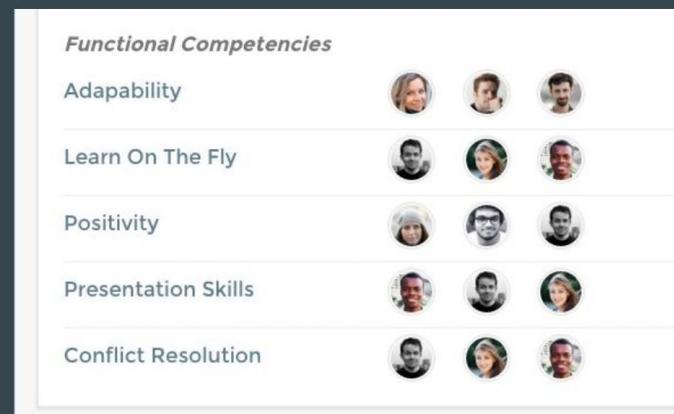 Functional Competencies
Adapability
Learn On The Fly
Positivity
Presentation Skills
Conflict Resolution